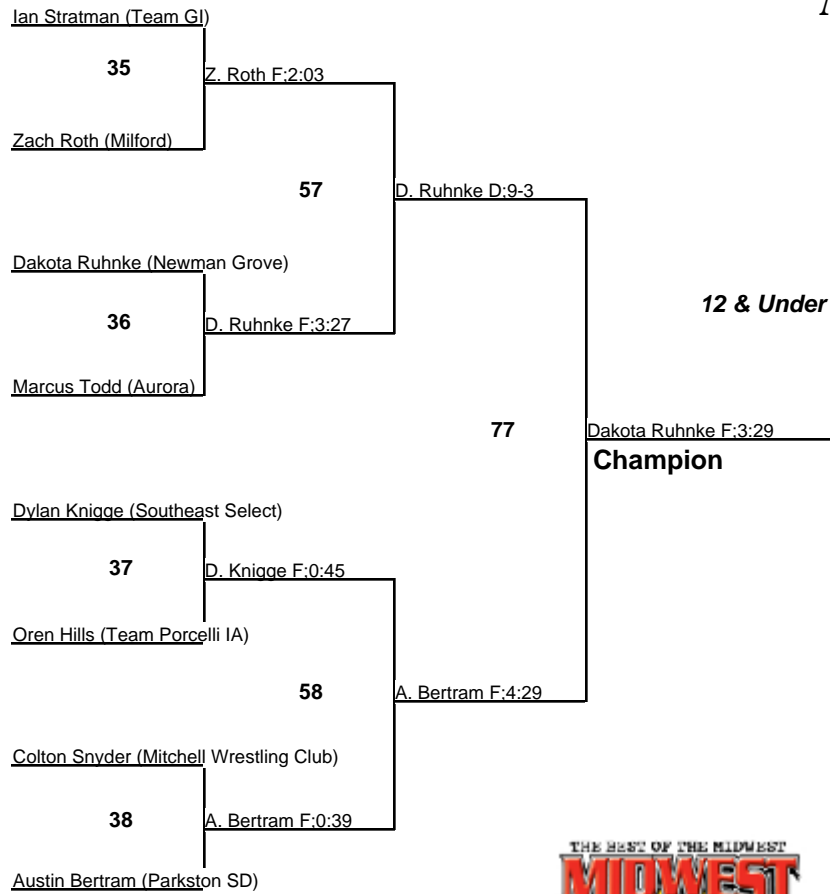 Ian Stratman (Team GI)
35
Z. Roth F;2:03
Zach Roth (Milford)
57
D. Ruhnke D;9-3
Dakota Ruhnke (Newman Grove)
12 & Under
36
D. Ruhnke F;3:27
Marcus Todd (Aurora)
77
Dakota Ruhnke F;3:29
Champion
Dylan Knigge (Southeast Select)
37
D. Knigge F;0:45
Oren Hills (Team Porcelli IA)
58
A. Bertram F;4:29
Colton Snyder (Mitchell Wrestling Club)
38
A. Bertram F;0:39
THE BEST OF THE MIDWEST
MIDWEST
Austin Bertram (Parkston SD)